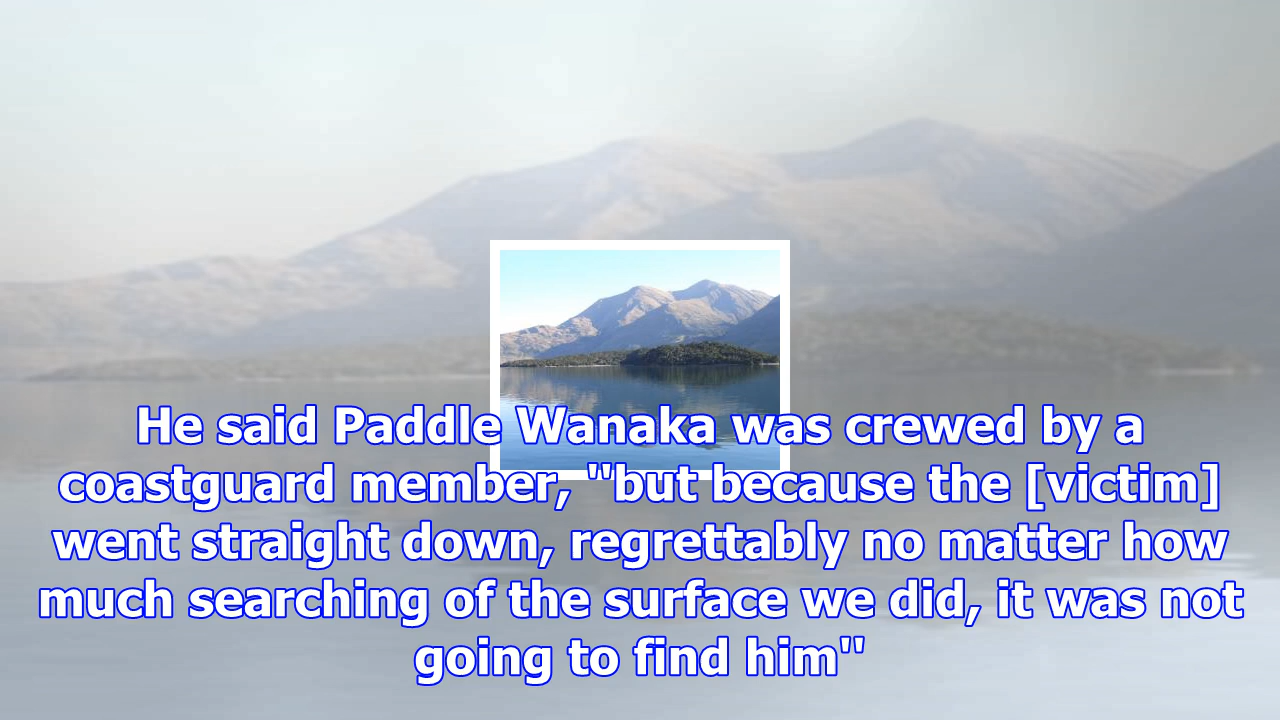 He said Paddle Wanaka was crewed by a
coastguard member, "but because the [victim]
went straight down, regrettably no matter how
much searching of the surface we did, it was not
going to find him"